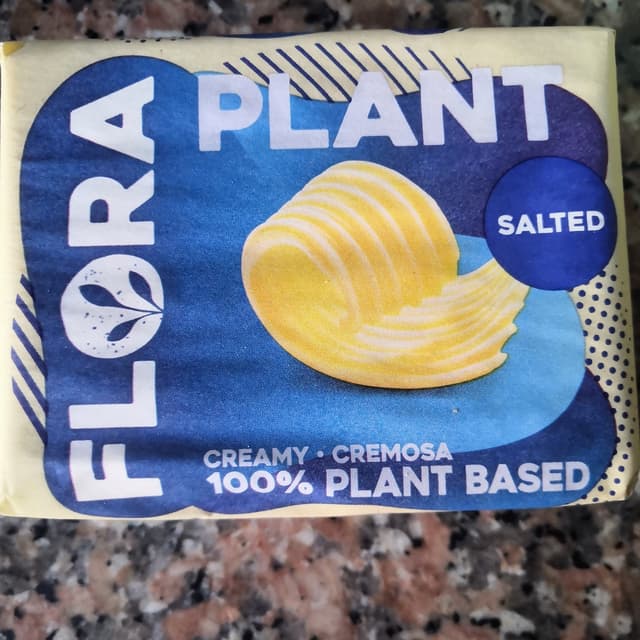 FLORA
PLANT
SALTED
CREAMY • CREMOSA
100% PLANT BASED